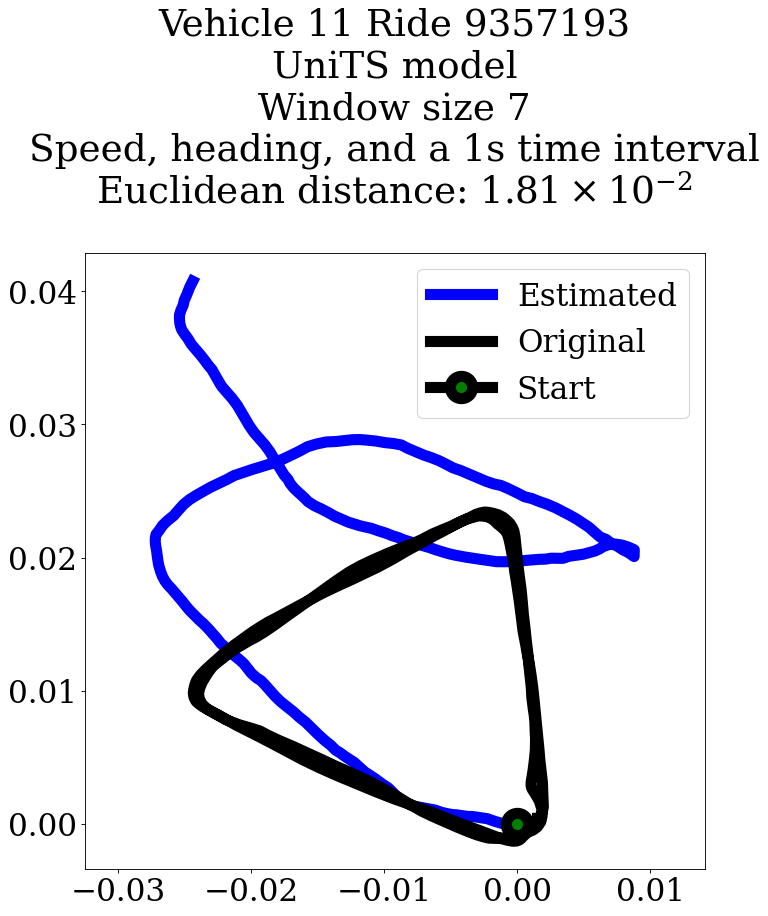 Vehicle 11 Ride 9357193
UniTS model
Window size 7
Speed, heading, and a 1s time interval
Euclidean distance: 1.81 × 10⁻²
Estimated
Original
Start
0.04
0.03
0.02
0.01
0.00
−0.03 −0.02 −0.01 0.00 0.01